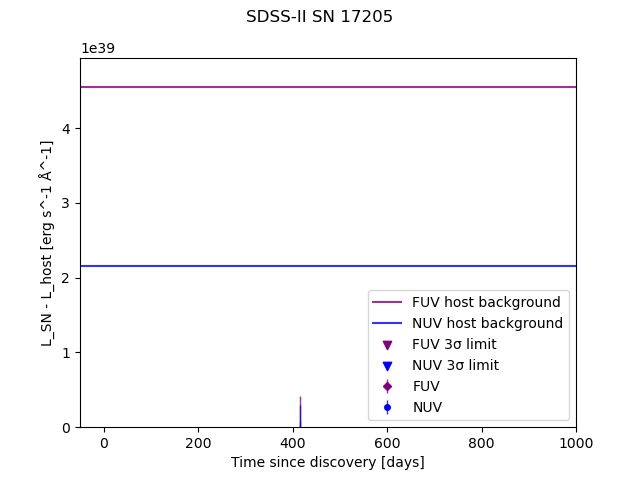 SDSS-II SN 17205
1e39
L_SN - L_host [erg s^-1 Å^-1]
4
3
2
1
0
FUV host background
NUV host background
FUV 3σ limit
NUV 3σ limit
FUV
NUV
0 200 400 600 800 1000
Time since discovery [days]